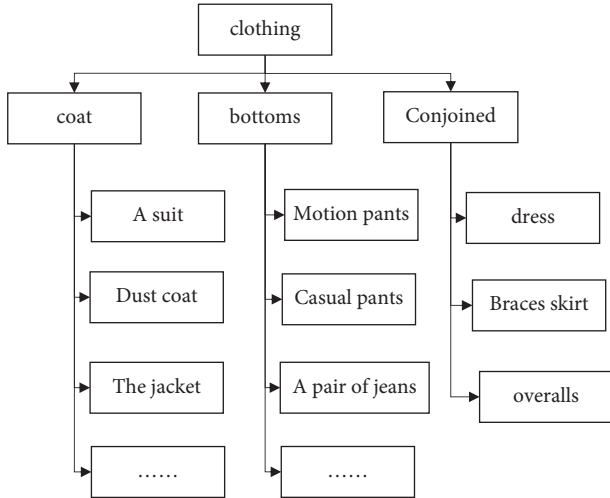 clothing
coat
bottoms
Conjoined
A suit
Motion pants
dress
Dust coat
Casual pants
Braces skirt
The jacket
A pair of jeans
overalls
......
......